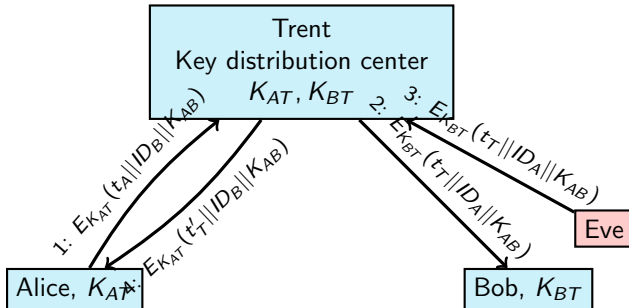 Trent
Key distribution center
K_{AT}, K_{BT}
1: E_{K_{AT}}(t_A||ID_B||K_{AB})
4: E_{K_{AT}}(t'_T||ID_B||K_{AB})
2: E_{K_{BT}}(t_T||ID_A||K_{AB})
3: E_{K_{BT}}(t_T||ID_A||K_{AB})
Eve
Alice, K_{AT}
Bob, K_{BT}